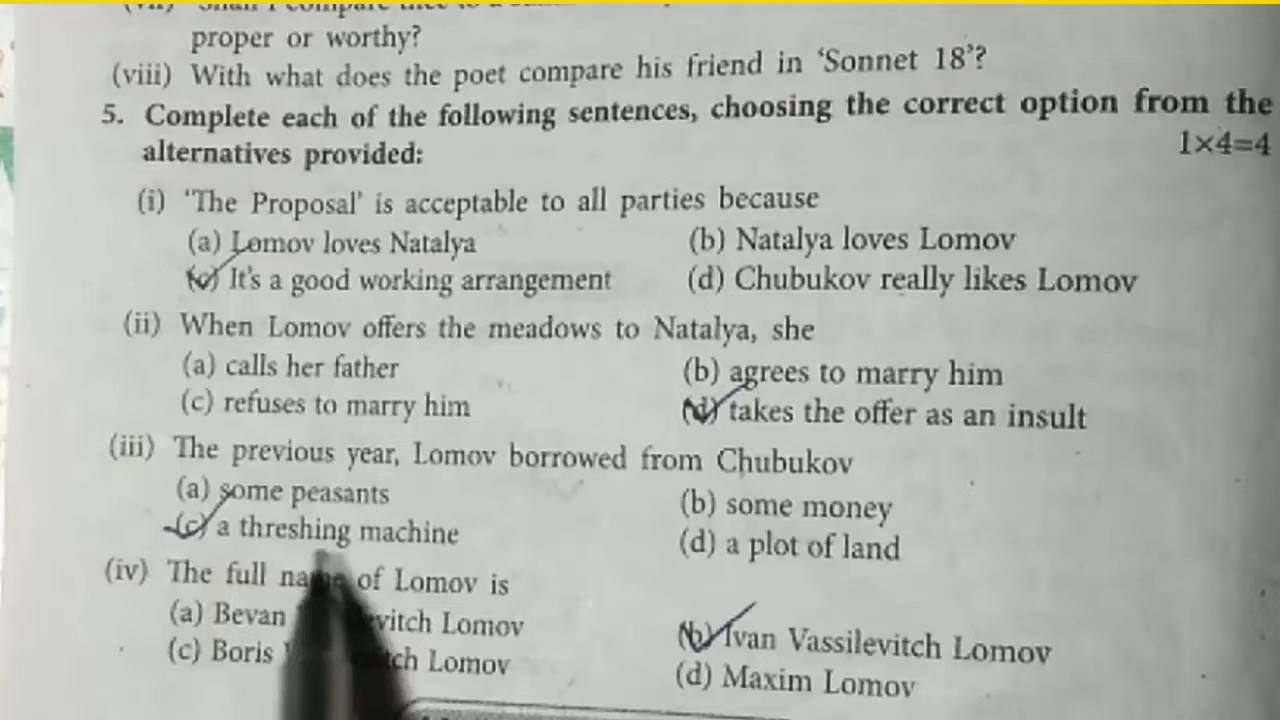 proper or worthy?
(viii) With what does the poet compare his friend in 'Sonnet 18'?
5. Complete each of the following sentences, choosing the correct option from the
alternatives provided: 1×4=4
(i) 'The Proposal' is acceptable to all parties because
(a) Lomov loves Natalya (b) Natalya loves Lomov
(c) It's a good working arrangement (d) Chubukov really likes Lomov
(ii) When Lomov offers the meadows to Natalya, she
(a) calls her father (b) agrees to marry him
(c) refuses to marry him (d) takes the offer as an insult
(iii) The previous year, Lomov borrowed from Chubukov
(a) some peasants (b) some money
(c) a threshing machine (d) a plot of land
(iv) The full name of Lomov is
(a) Bevan Lomov (b) Ivan Vassilevitch Lomov
(c) Boris Lomov (d) Maxim Lomov